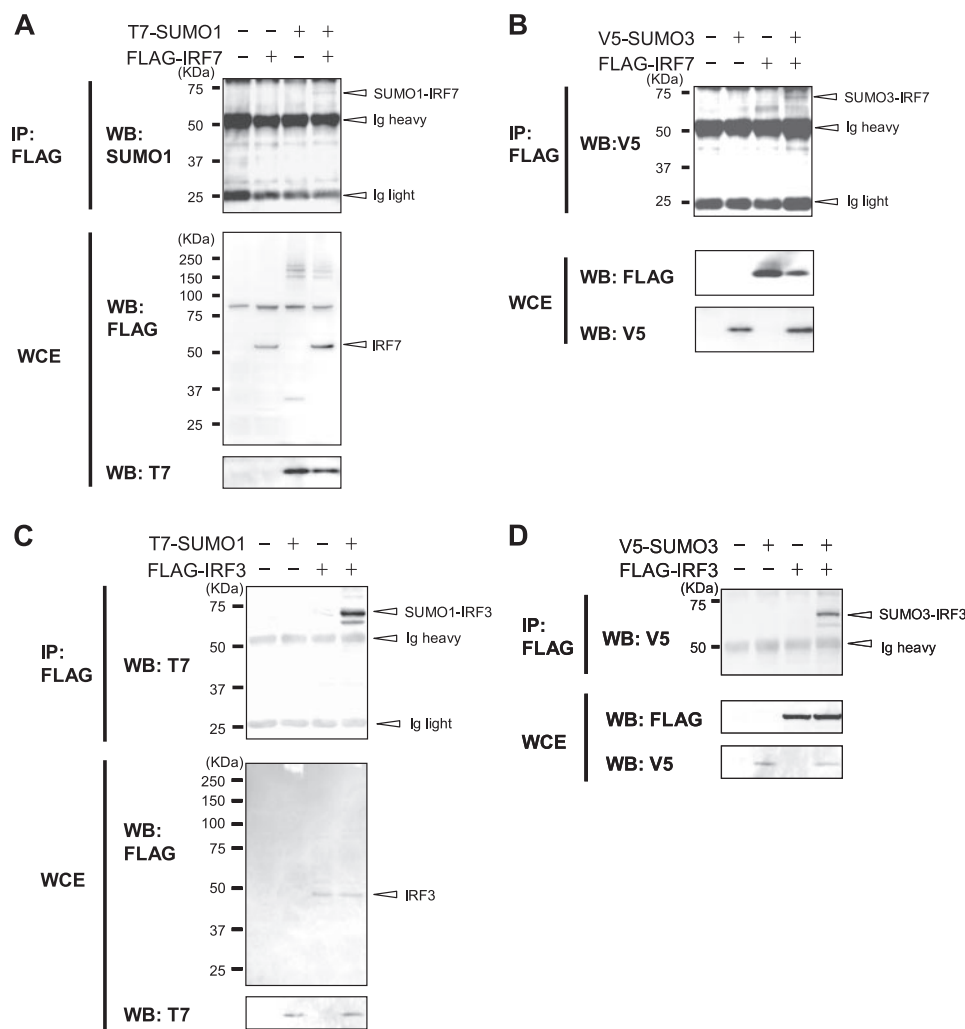 A
T7-SUMO1 – – + +
FLAG-IRF7 – + – +
(KDa)
75
50
37
25
IP:
FLAG
WB:
SUMO1
SUMO1-IRF7
Ig heavy
Ig light
(KDa)
250
150
100
75
50
37
25
WCE
WB:
FLAG
IRF7
WB: T7
B
V5-SUMO3 – + – +
FLAG-IRF7 – – + +
(KDa)
75
50
37
25
IP:
FLAG
WB:V5
SUMO3-IRF7
Ig heavy
Ig light
WCE
WB: FLAG
WB: V5
C
T7-SUMO1 – + – +
FLAG-IRF3 – – + +
(KDa)
75
50
37
25
IP:
FLAG
WB: T7
SUMO1-IRF3
Ig heavy
Ig light
(KDa)
250
150
100
75
50
37
25
WCE
WB:
FLAG
IRF3
WB: T7
D
V5-SUMO3 – + – +
FLAG-IRF3 – – + +
(KDa)
75
50
IP:
FLAG
WB: V5
SUMO3-IRF3
Ig heavy
WCE
WB: FLAG
WB: V5